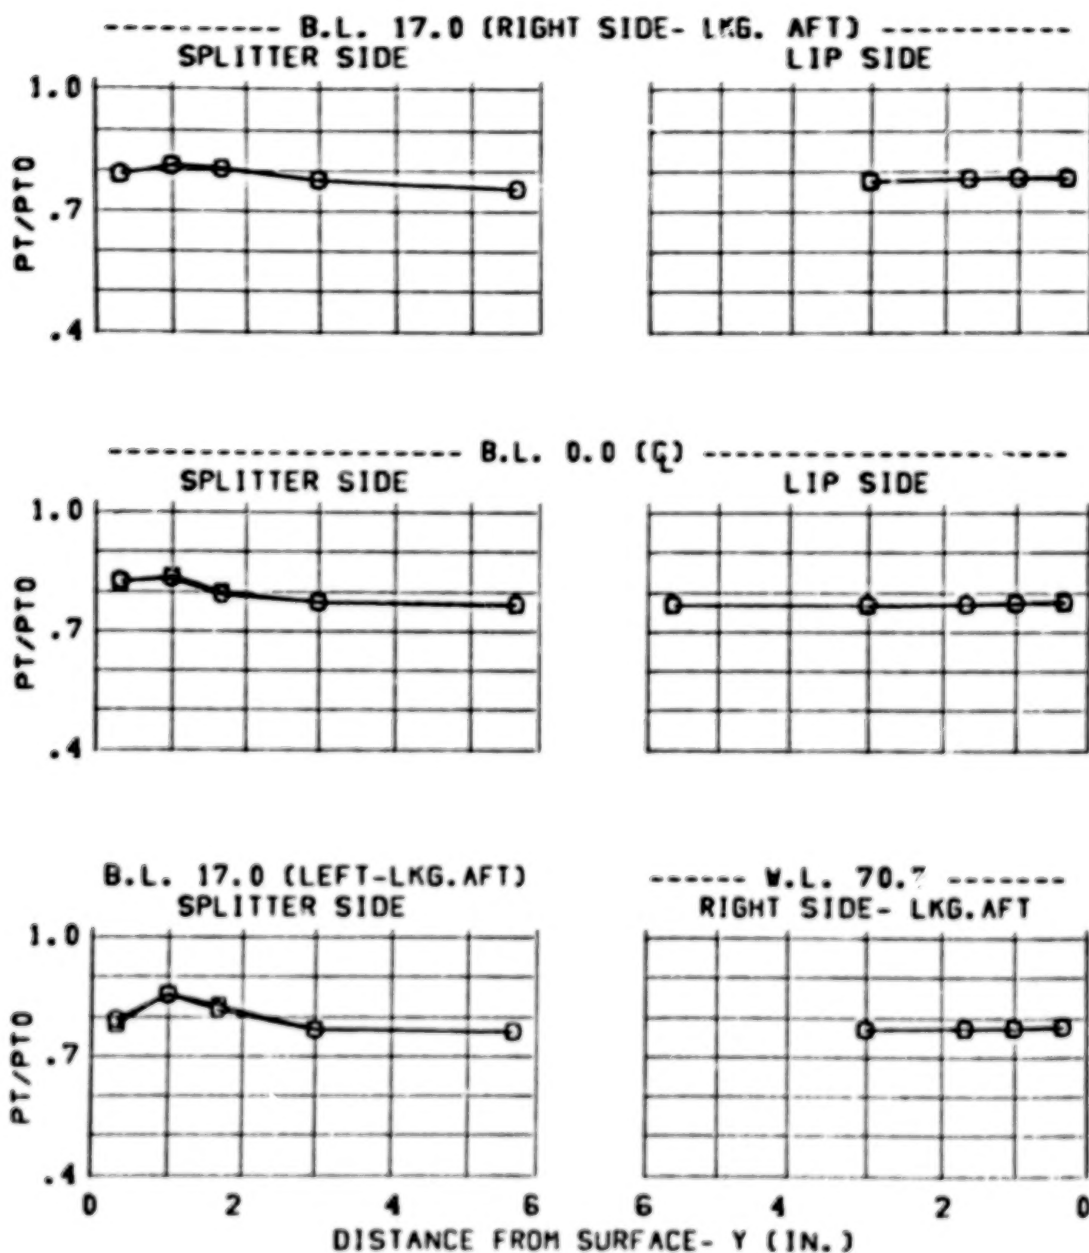 ------- B.L. 17.0 (RIGHT SIDE- LKG. AFT) -----------
SPLITTER SIDE LIP SIDE
1.0
PT/PTO
.7
.4
--------------------- B.L. 0.0 (℄) ---------------------
SPLITTER SIDE LIP SIDE
1.0
PT/PTO
.7
.4
B.L. 17.0 (LEFT-LKG.AFT) ------ W.L. 70.7 -------
SPLITTER SIDE RIGHT SIDE- LKG.AFT
1.0
PT/PTO
.7
.4
0 2 4 6 6 4 2 0
DISTANCE FROM SURFACE- Y (IN.)